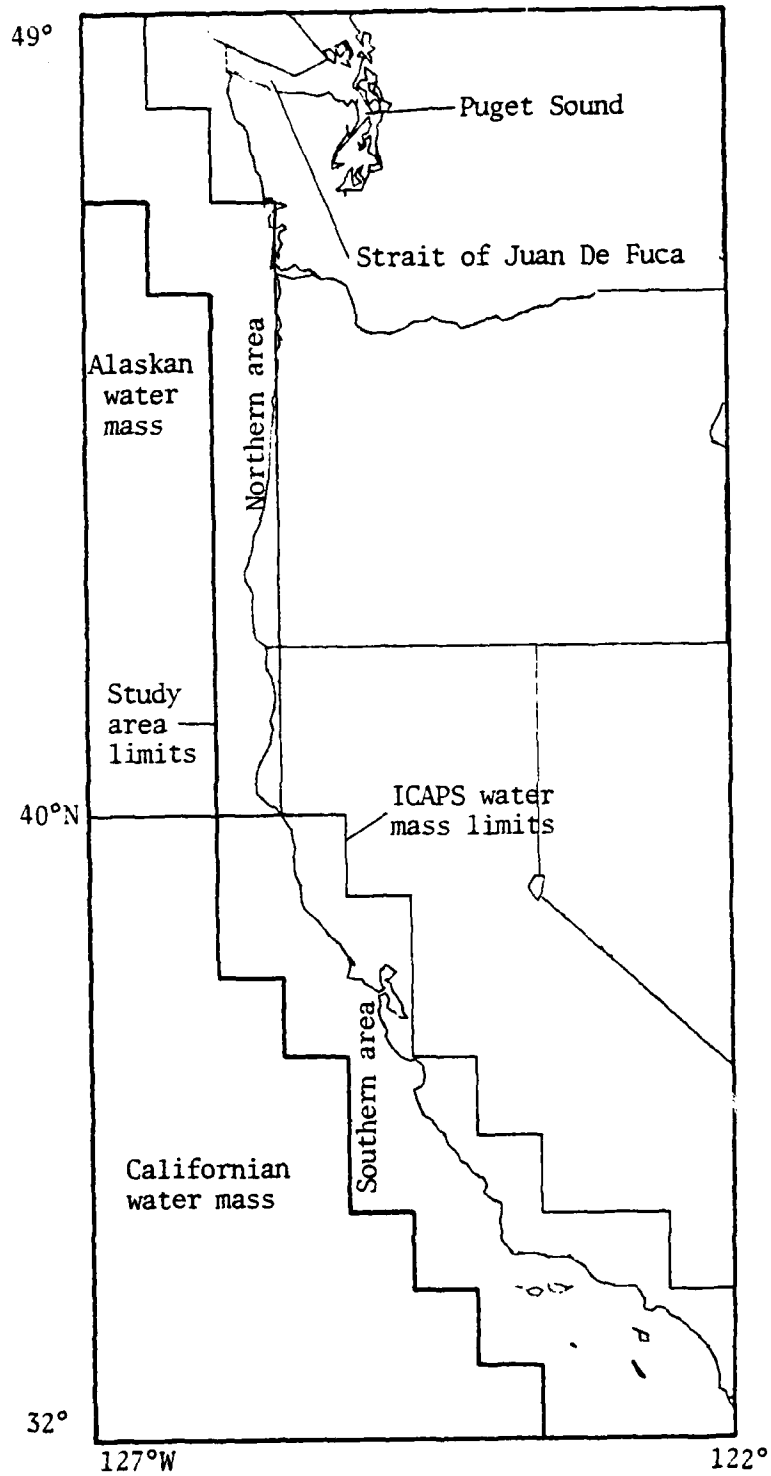 49°
Puget Sound
Strait of Juan De Fuca
Alaskan
water
mass
Northern area
Study
area
limits
40°N
ICAPS water
mass limits
Southern area
Californian
water mass
32°
127°W
122°